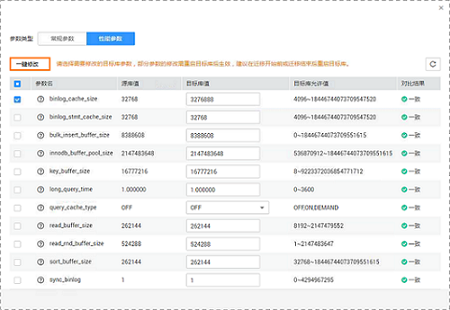 参数类型 常规参数 性能参数
一键修改 请选择需要修改的目标库参数，部分参数的修改需重启目标库后生效，建议在迁移开始前或迁移结束后重启目标库。
参数名 源库值 目标库值 目标库允许值 对比结果
binlog_cache_size 32768 3276888 4096~18446744073709547520 一致
binlog_stmt_cache_size 32768 32768 4096~18446744073709547520 一致
bulk_insert_buffer_size 8388608 8388608 0~18446744073709551615 一致
innodb_buffer_pool_size 2147483648 2147483648 536870912~18446744073709551615 一致
key_buffer_size 16777216 16777216 8~9223372036854771712 一致
long_query_time 1.000000 1.000000 0~3600 一致
query_cache_type OFF OFF OFF,ON,DEMAND 一致
read_buffer_size 262144 262144 8192~2147479552 一致
read_rnd_buffer_size 524288 524288 1~2147483647 一致
sort_buffer_size 262144 262144 32768~18446744073709551615 一致
sync_binlog 1 1 0~4294967295 一致